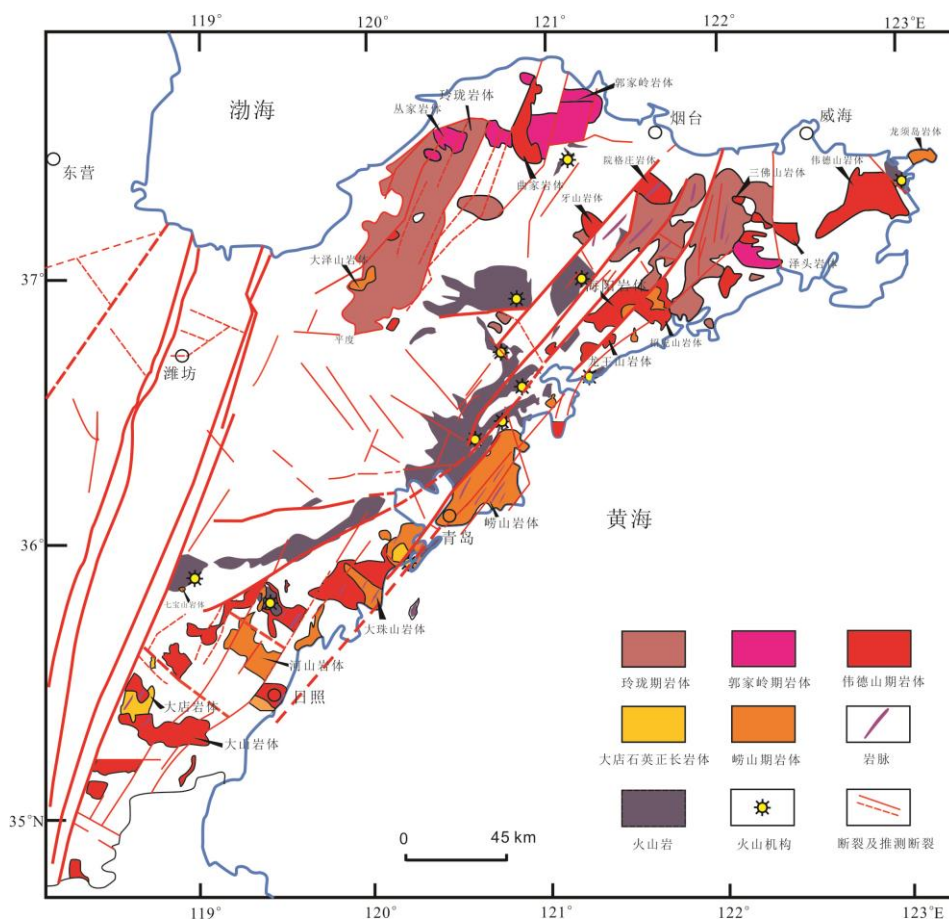 119°
120°
121°
122°
123°E
渤海
丛家岩体
玲珑岩体
郭家岭岩体
烟台
威海
龙须岛岩体
东营
院格庄岩体
三佛山岩体
伟德山岩体
曲家岩体
牙山岩体
37°
大泽山岩体
海阳岩体
泽头岩体
平度
潍坊
龙王山岩体
崂山岩体
黄海
36°
青岛
七宝山岩体
大珠山岩体
河山岩体
日照
大店岩体
大山岩体
35°N
0
45 km
玲珑期岩体
郭家岭期岩体
伟德山期岩体
大店石英正长岩体
崂山期岩体
岩脉
火山岩
火山机构
断裂及推测断裂
119°
120°
121°
122°
123°E